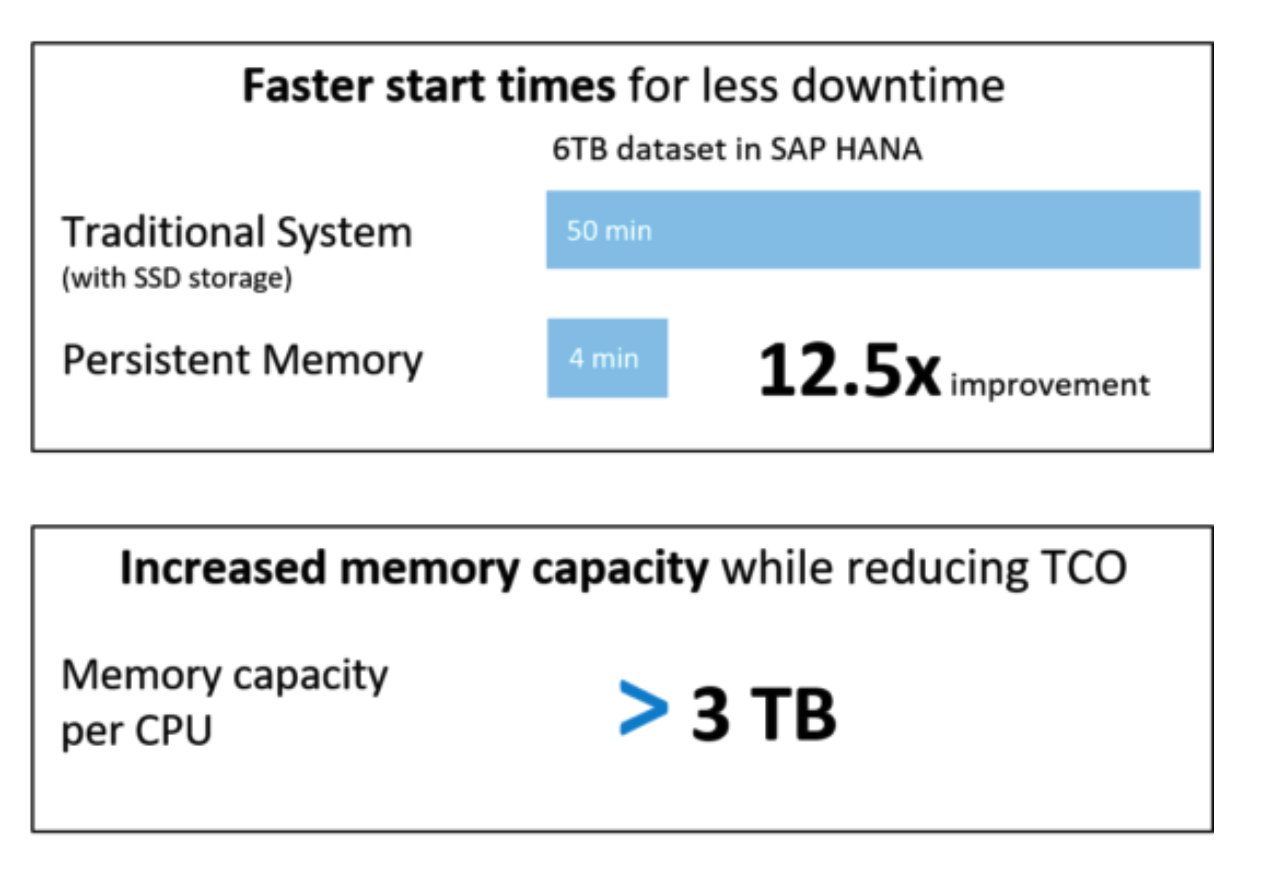 Faster start times for less downtime
6TB dataset in SAP HANA
Traditional System
50 min
(with SSD storage)
Persistent Memory
4 min
12.5x improvement
Increased memory capacity while reducing TCO
Memory capacity
per CPU
> 3 TB